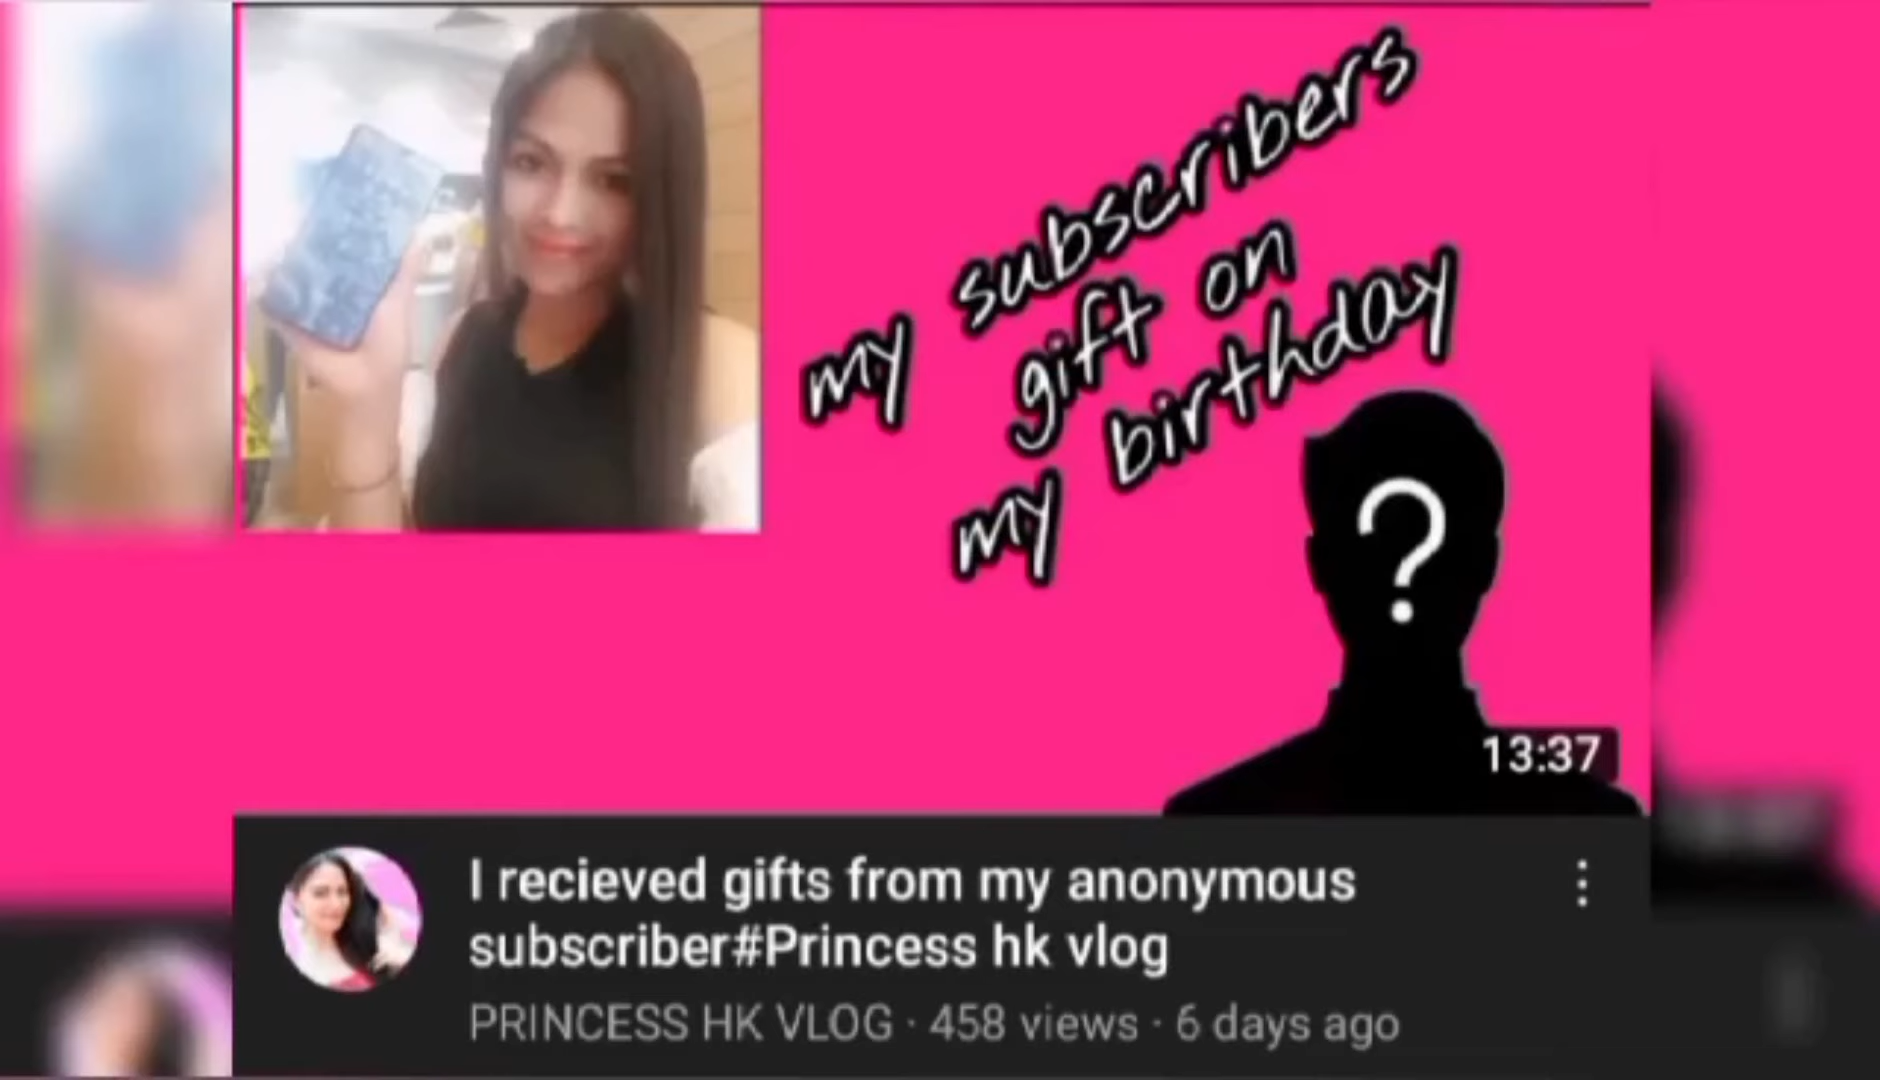 my subscribers
gift on
my birthday
?
13:37
I recieved gifts from my anonymous
subscriber#Princess hk vlog
PRINCESS HK VLOG · 458 views · 6 days ago